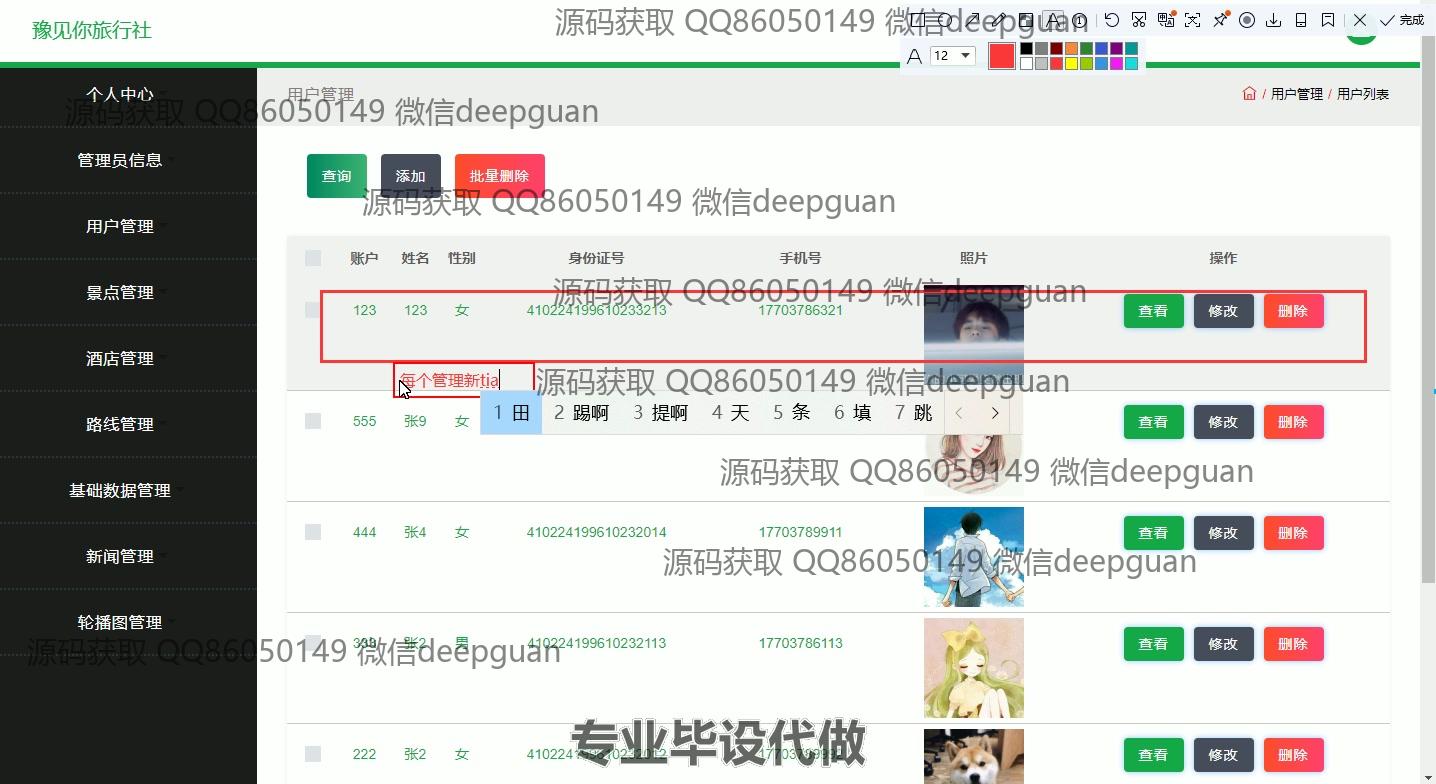 豫见你旅行社
源码获取 QQ86050149 微信deepguan
完成
A 12
个人中心
用户管理
/ 用户管理 / 用户列表
源码获取 QQ86050149 微信deepguan
管理员信息
查询 添加 批量删除
源码获取 QQ86050149 微信deepguan
用户管理
账户 姓名 性别 身份证号 手机号 照片 操作
景点管理
源码获取 QQ86050149 微信deepguan
123 123 女 410224199610233213 17703786321 查看 修改 删除
酒店管理
每个管理新tia
源码获取 QQ86050149 微信deepguan
1 田 2 踢啊 3 提啊 4 天 5 条 6 填 7 跳
路线管理
555 张9 女 查看 修改 删除
源码获取 QQ86050149 微信deepguan
基础数据管理
444 张4 女 410224199610232014 17703789911 查看 修改 删除
新闻管理
源码获取 QQ86050149 微信deepguan
轮播图管理
333 张2 男 410224199610232113 17703786113 查看 修改 删除
源码获取 QQ86050149 微信deepguan
222 张2 女 查看 修改 删除
专业毕设代做